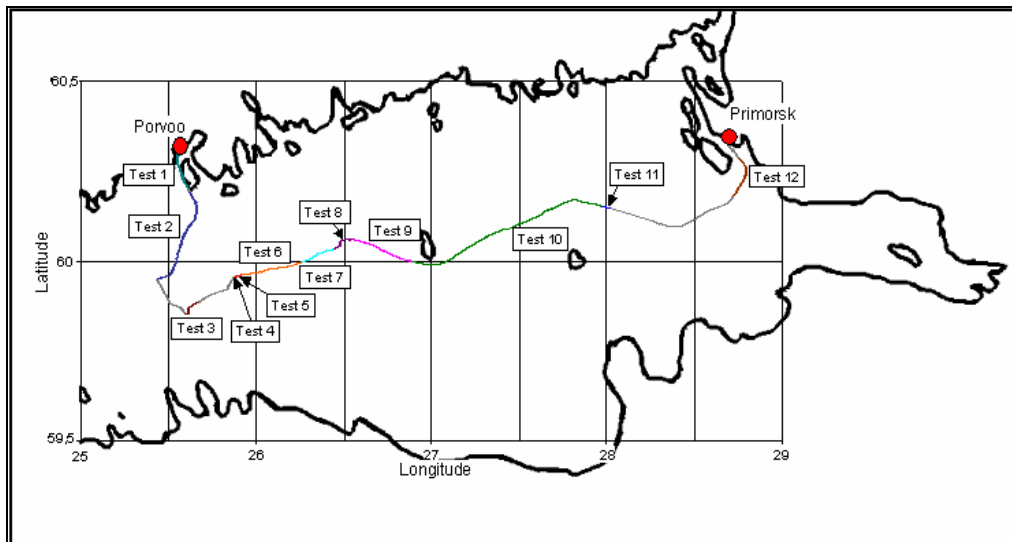 60,5
Primorsk
Porvoo
Test 1
Test 12
Test 11
Test 2
Test 8
Test 9
Test 10
Test 6
Latitude
60
Test 7
Test 5
Test 3
Test 4
59,5
25
26
27
28
29
Longitude